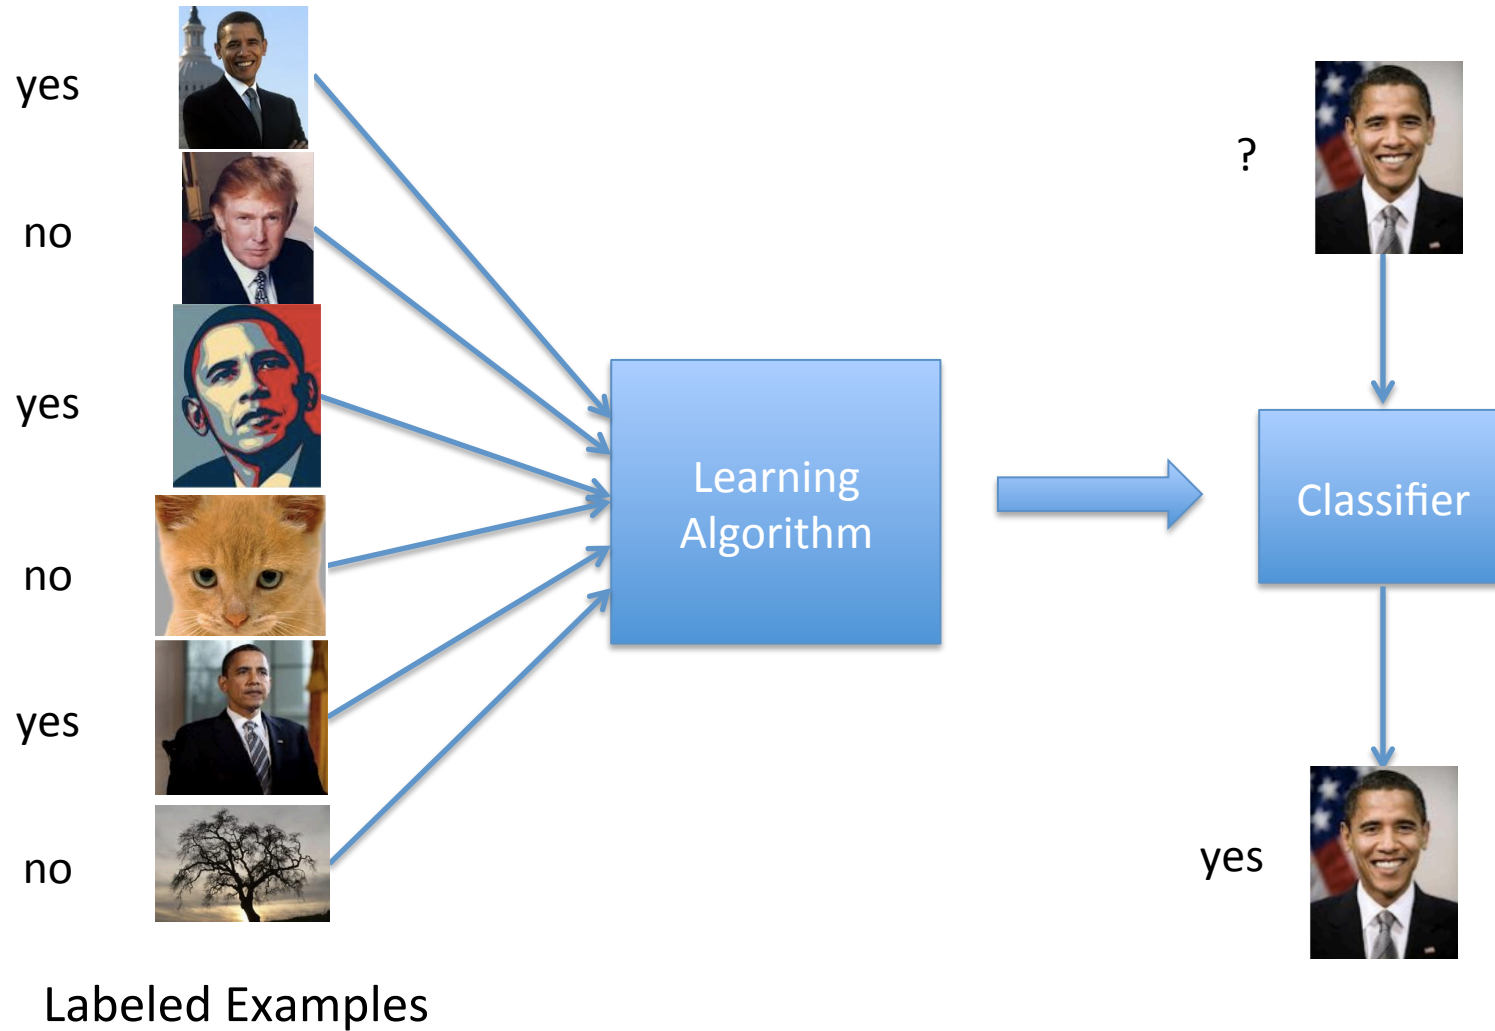 yes
no
yes
no
yes
no
Labeled Examples
Learning
Algorithm
?
Classifier
yes